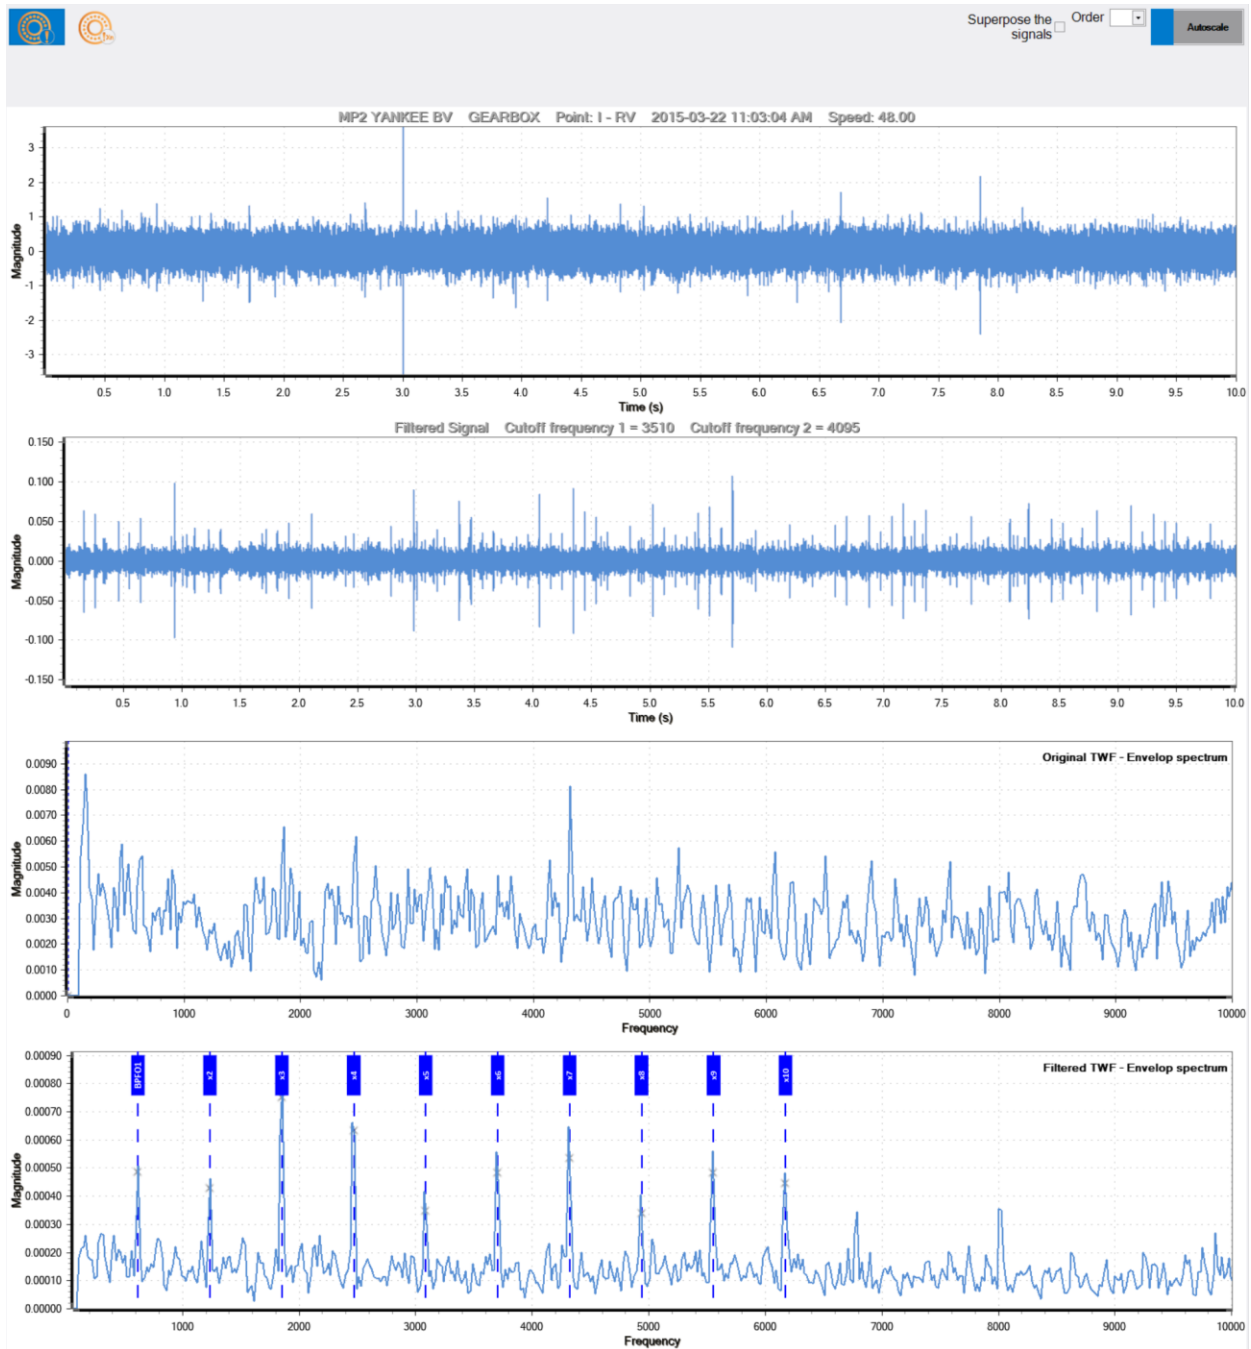 Superpose the signals Order Autoscale
MP2 YANKEE BV GEARBOX Point: I - RV 2015-03-22 11:03:04 AM Speed: 48.00
Magnitude
3
2
1
0
-1
-2
-3
0.5 1.0 1.5 2.0 2.5 3.0 3.5 4.0 4.5 5.0 5.5 6.0 6.5 7.0 7.5 8.0 8.5 9.0 9.5 10.0
Time (s)
Filtered Signal Cutoff frequency 1 = 3510 Cutoff frequency 2 = 4095
Magnitude
0.150
0.100
0.050
0.000
-0.050
-0.100
-0.150
0.5 1.0 1.5 2.0 2.5 3.0 3.5 4.0 4.5 5.0 5.5 6.0 6.5 7.0 7.5 8.0 8.5 9.0 9.5 10.0
Time (s)
Original TWF - Envelop spectrum
Magnitude
0.0090
0.0080
0.0070
0.0060
0.0050
0.0040
0.0030
0.0020
0.0010
0.0000
0 1000 2000 3000 4000 5000 6000 7000 8000 9000 10000
Frequency
Filtered TWF - Envelop spectrum
BPFO1 x2 x3 x4 x5 x6 x7 x8 x9 x10
Magnitude
0.00090
0.00080
0.00070
0.00060
0.00050
0.00040
0.00030
0.00020
0.00010
0.00000
1000 2000 3000 4000 5000 6000 7000 8000 9000 10000
Frequency